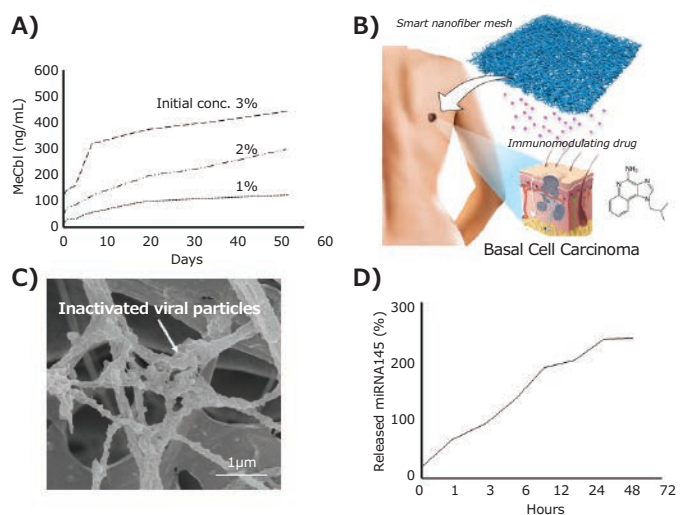 A)
MeCbl (ng/mL)
600
500
400
300
200
100
0
Initial conc. 3%
2%
1%
0
10
20
30
40
50
60
Days
B)
Smart nanofiber mesh
Immunomodulating drug
NH₂
N
N
N
Basal Cell Carcinoma
C)
Inactivated viral particles
1µm
D)
Released miRNA145 (%)
300
200
100
0
0
1
3
6
12
24
48
72
Hours